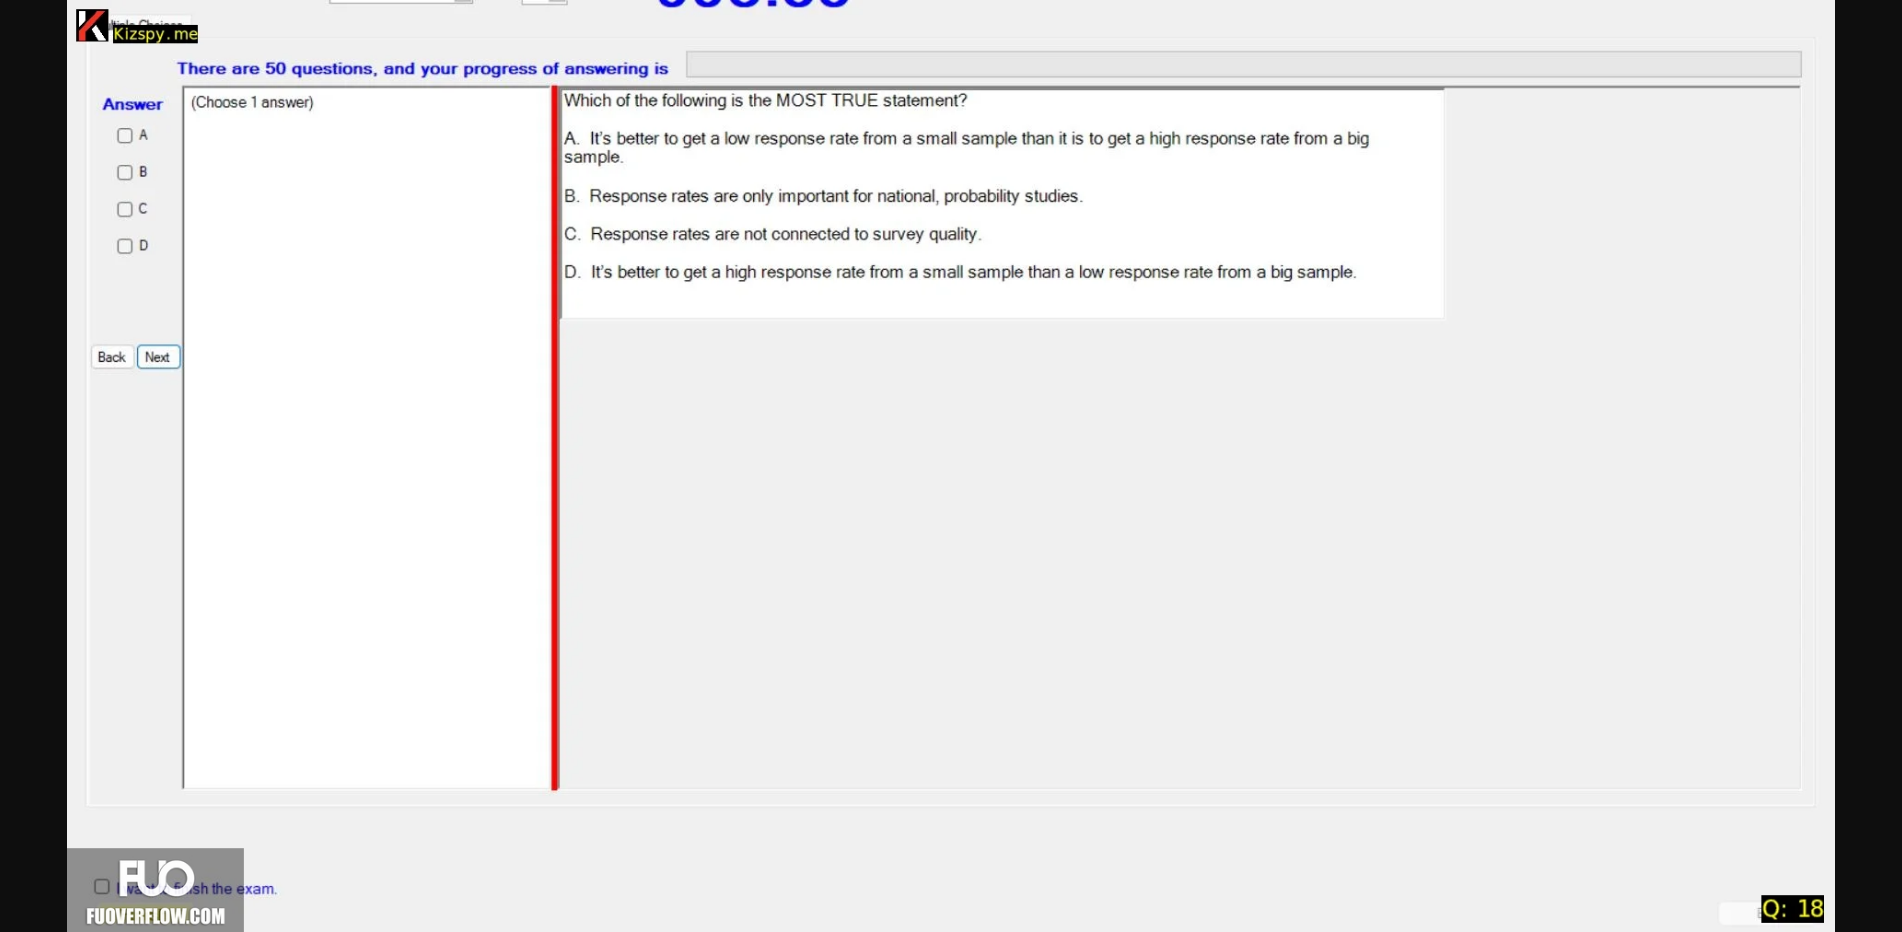 Kizspy.me
There are 50 questions, and your progress of answering is
Answer
(Choose 1 answer)
A
B
C
D
Back Next
Which of the following is the MOST TRUE statement?
A. It's better to get a low response rate from a small sample than it is to get a high response rate from a big
sample.
B. Response rates are only important for national, probability studies.
C. Response rates are not connected to survey quality.
D. It's better to get a high response rate from a small sample than a low response rate from a big sample.
FUO
the exam.
FUOVERFLOW.COM
Q: 18